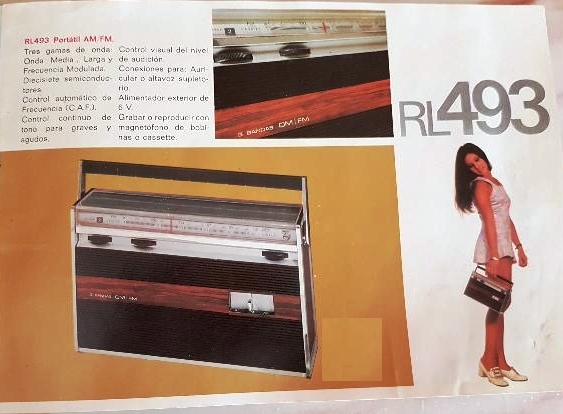 RL493 Portátil AM/FM.
Tres gamas de onda:
Onda Media, Larga y
Frecuencia Modulada.
Diecisiete semiconduc-
tores.
Control automático de
Frecuencia (C.A.F.).
Control continuo de
tono para graves y
agudos.
Control visual del nivel
de audición.
Conexiones para: Auri-
cular o altavoz supleto-
rio.
Alimentador exterior de
6 V.
Grabar o reproducir con
magnetófono de bobi-
nas o cassette.
3 BANDAS OM/FM
RL493
3 BANDAS OM/FM